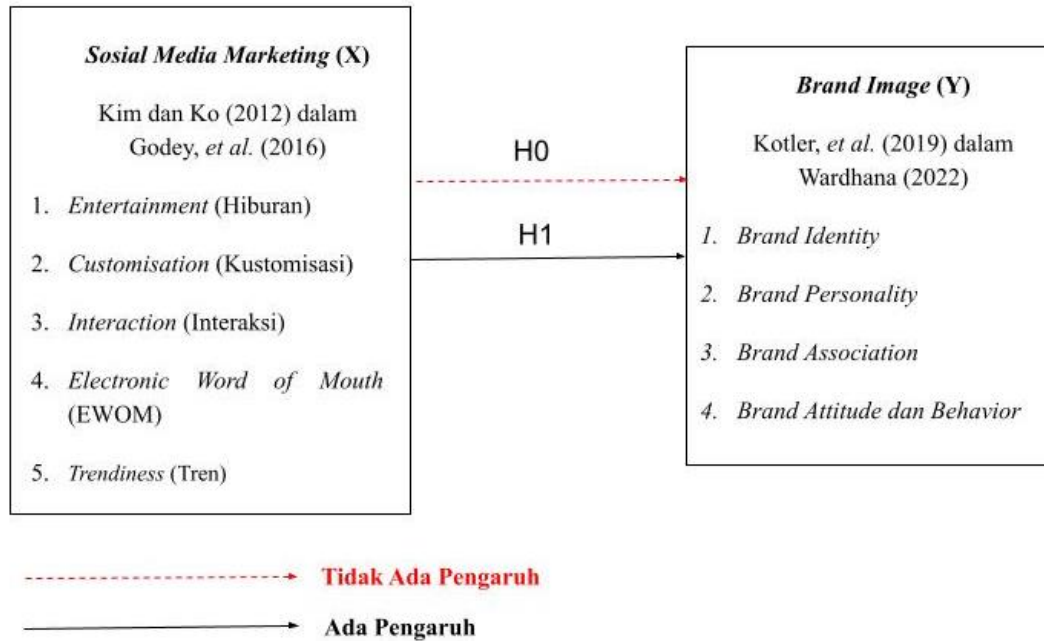 Sosial Media Marketing (X)
Kim dan Ko (2012) dalam
Godey, et al. (2016)
1. Entertainment (Hiburan)
2. Customisation (Kustomisasi)
3. Interaction (Interaksi)
4. Electronic Word of Mouth
(EWOM)
5. Trendiness (Tren)
H0
H1
Brand Image (Y)
Kotler, et al. (2019) dalam
Wardhana (2022)
1. Brand Identity
2. Brand Personality
3. Brand Association
4. Brand Attitude dan Behavior
Tidak Ada Pengaruh
Ada Pengaruh